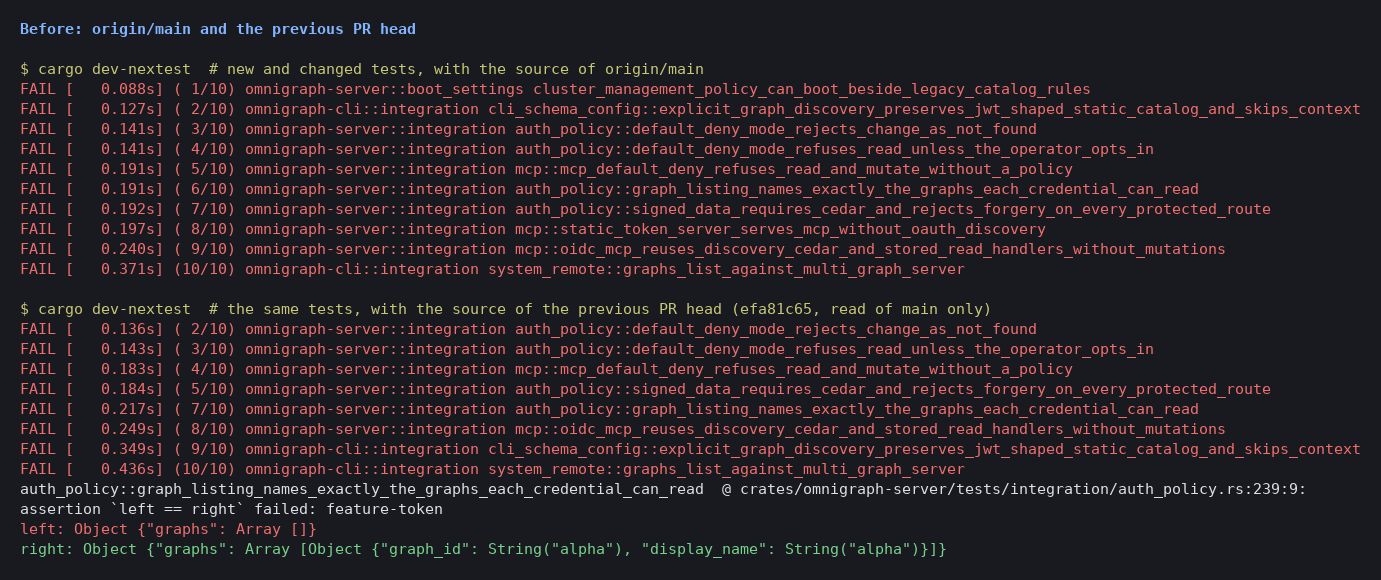 Before: origin/main and the previous PR head
$ cargo dev-nextest  # new and changed tests, with the source of origin/main
FAIL [   0.088s] ( 1/10) omnigraph-server::boot_settings cluster_management_policy_can_boot_beside_legacy_catalog_rules
FAIL [   0.127s] ( 2/10) omnigraph-cli::integration cli_schema_config::explicit_graph_discovery_preserves_jwt_shaped_static_catalog_and_skips_context
FAIL [   0.141s] ( 3/10) omnigraph-server::integration auth_policy::default_deny_mode_rejects_change_as_not_found
FAIL [   0.141s] ( 4/10) omnigraph-server::integration auth_policy::default_deny_mode_refuses_read_unless_the_operator_opts_in
FAIL [   0.191s] ( 5/10) omnigraph-server::integration mcp::mcp_default_deny_refuses_read_and_mutate_without_a_policy
FAIL [   0.191s] ( 6/10) omnigraph-server::integration auth_policy::graph_listing_names_exactly_the_graphs_each_credential_can_read
FAIL [   0.192s] ( 7/10) omnigraph-server::integration auth_policy::signed_data_requires_cedar_and_rejects_forgery_on_every_protected_route
FAIL [   0.197s] ( 8/10) omnigraph-server::integration mcp::static_token_server_serves_mcp_without_oauth_discovery
FAIL [   0.240s] ( 9/10) omnigraph-server::integration mcp::oidc_mcp_reuses_discovery_cedar_and_stored_read_handlers_without_mutations
FAIL [   0.371s] (10/10) omnigraph-cli::integration system_remote::graphs_list_against_multi_graph_server
$ cargo dev-nextest  # the same tests, with the source of the previous PR head (efa81c65, read of main only)
FAIL [   0.136s] ( 2/10) omnigraph-server::integration auth_policy::default_deny_mode_rejects_change_as_not_found
FAIL [   0.143s] ( 3/10) omnigraph-server::integration auth_policy::default_deny_mode_refuses_read_unless_the_operator_opts_in
FAIL [   0.183s] ( 4/10) omnigraph-server::integration mcp::mcp_default_deny_refuses_read_and_mutate_without_a_policy
FAIL [   0.184s] ( 5/10) omnigraph-server::integration auth_policy::signed_data_requires_cedar_and_rejects_forgery_on_every_protected_route
FAIL [   0.217s] ( 7/10) omnigraph-server::integration auth_policy::graph_listing_names_exactly_the_graphs_each_credential_can_read
FAIL [   0.249s] ( 8/10) omnigraph-server::integration mcp::oidc_mcp_reuses_discovery_cedar_and_stored_read_handlers_without_mutations
FAIL [   0.349s] ( 9/10) omnigraph-cli::integration cli_schema_config::explicit_graph_discovery_preserves_jwt_shaped_static_catalog_and_skips_context
FAIL [   0.436s] (10/10) omnigraph-cli::integration system_remote::graphs_list_against_multi_graph_server
auth_policy::graph_listing_names_exactly_the_graphs_each_credential_can_read  @ crates/omnigraph-server/tests/integration/auth_policy.rs:239:9:
assertion `left == right` failed: feature-token
left: Object {"graphs": Array []}
right: Object {"graphs": Array [Object {"graph_id": String("alpha"), "display_name": String("alpha")}]}